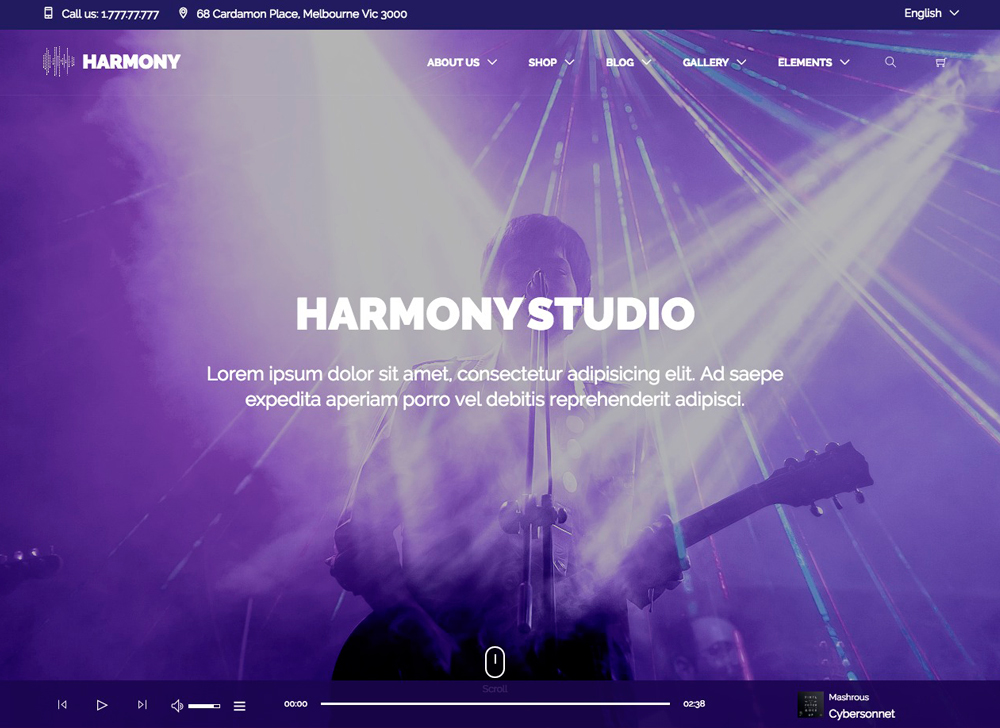 Call us: 1.777.77.777
68 Cardamon Place, Melbourne Vic 3000
English
HARMONY
ABOUT US
SHOP
BLOG
GALLERY
ELEMENTS
HARMONY STUDIO
Lorem ipsum dolor sit amet, consectetur adipisicing elit. Ad saepe
expedita aperiam porro vel debitis reprehenderit adipisci.
Scroll
00:00
02:38
Mashrous
Cybersonnet